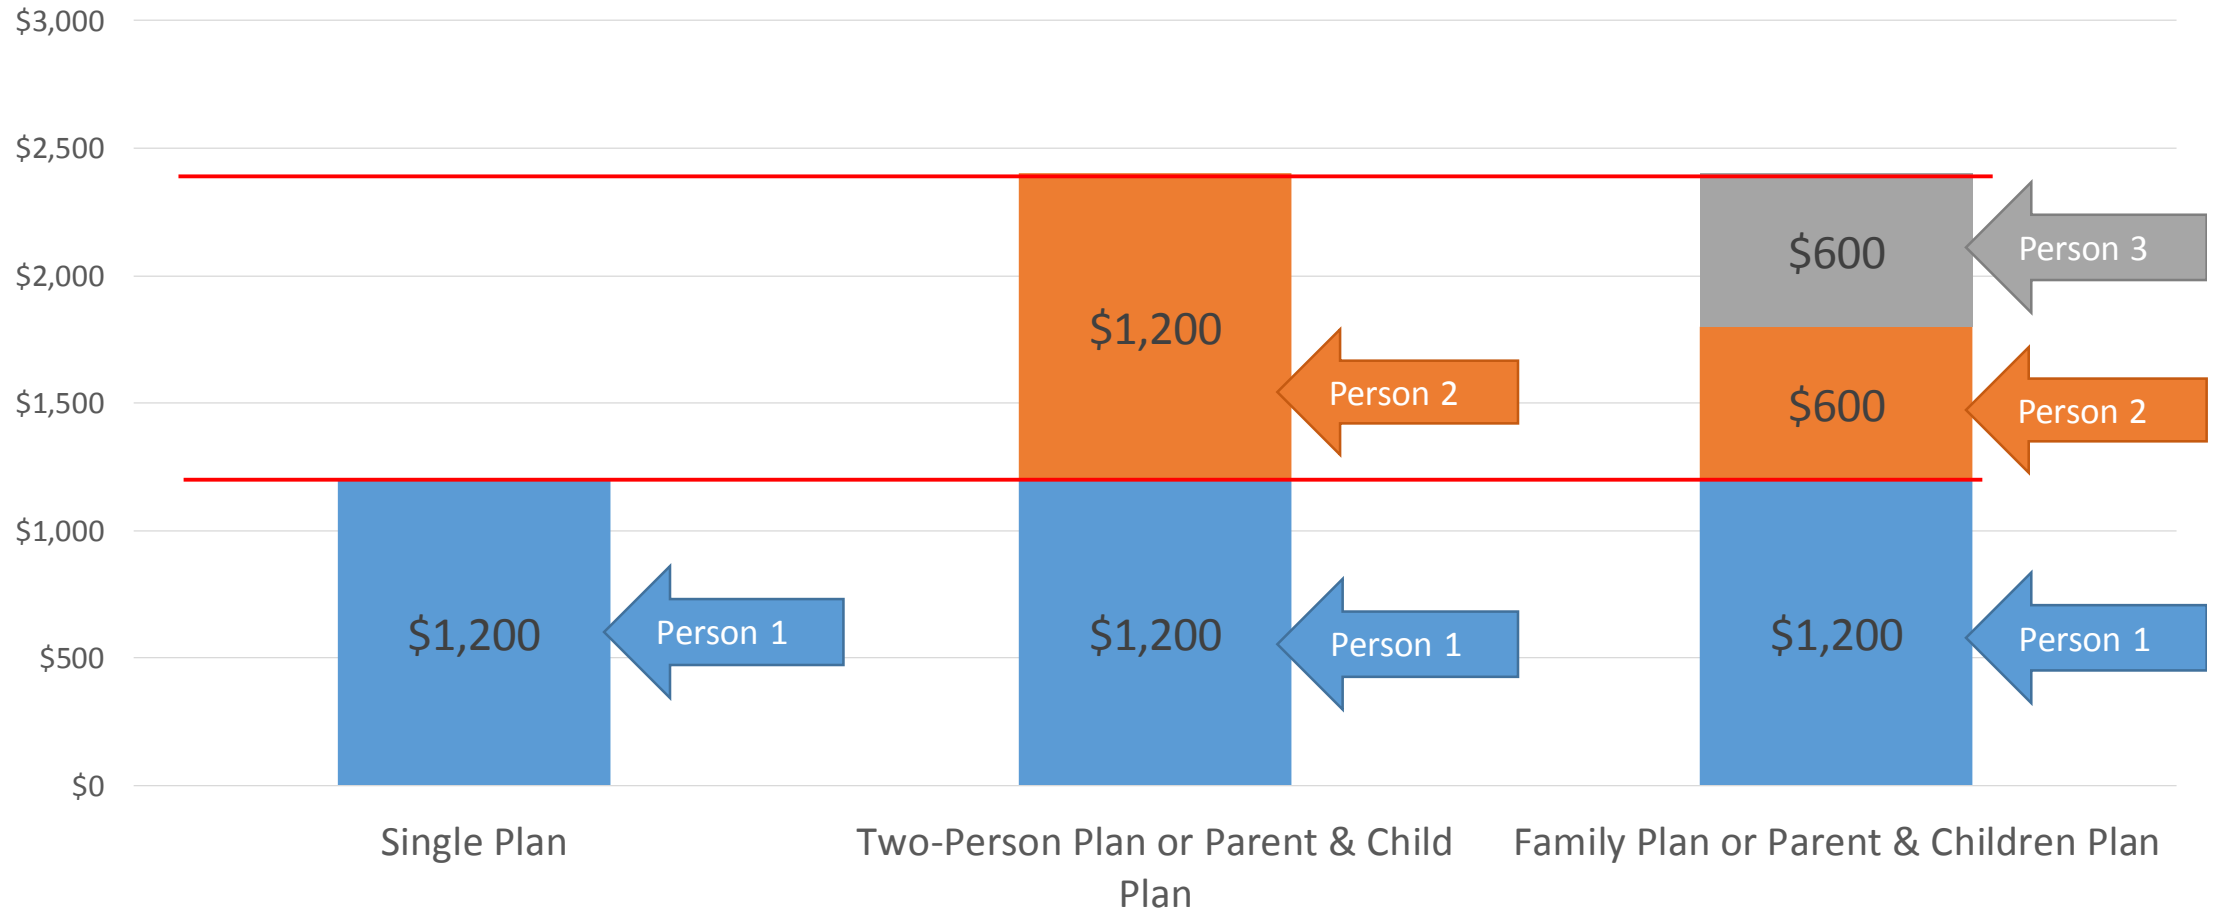 $3,000
$2,500
$2,000
$1,500
$1,000
$500
$0
$1,200
Person 1
$1,200
Person 2
$1,200
Person 1
$600
Person 3
$600
Person 2
$1,200
Person 1
Single Plan
Two-Person Plan or Parent & Child
Plan
Family Plan or Parent & Children Plan